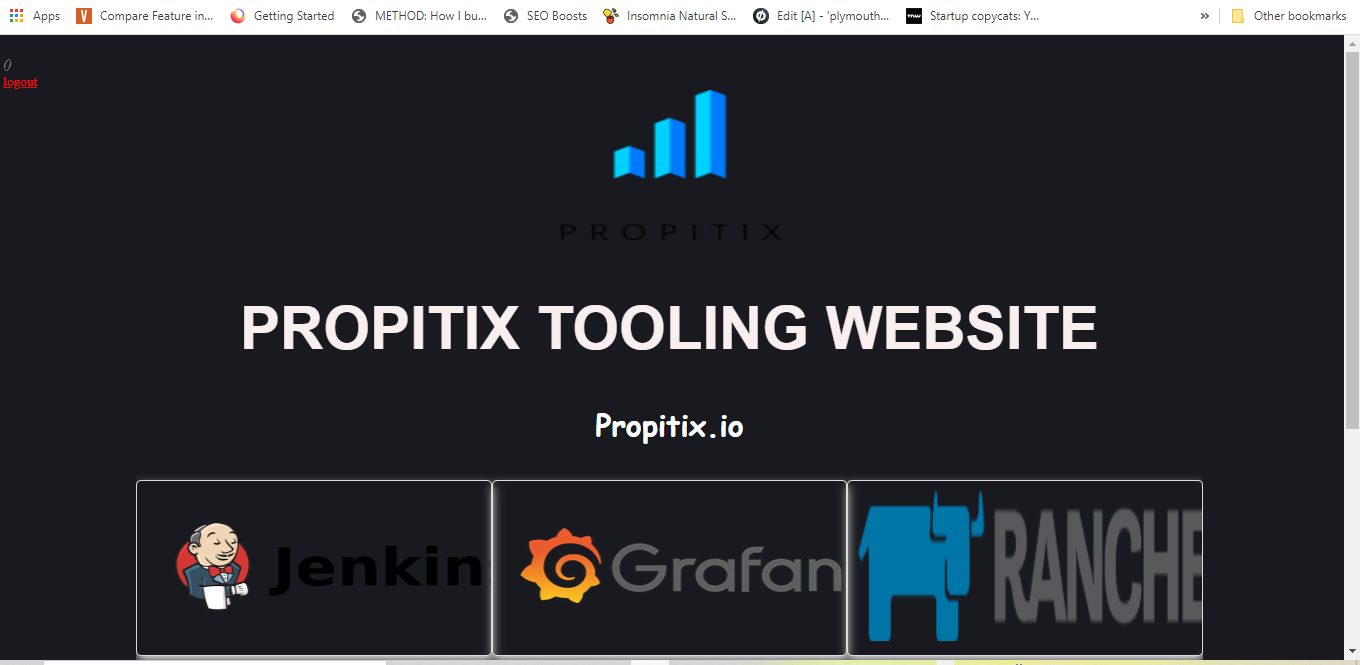 Apps Compare Feature in... Getting Started METHOD: How I bu... SEO Boosts Insomnia Natural S... Edit [A] - 'plymouth... Startup copycats: Y... » Other bookmarks
()
logout
PROPITIX
PROPITIX TOOLING WEBSITE
Propitix.io
Jenkin Grafan RANCHE